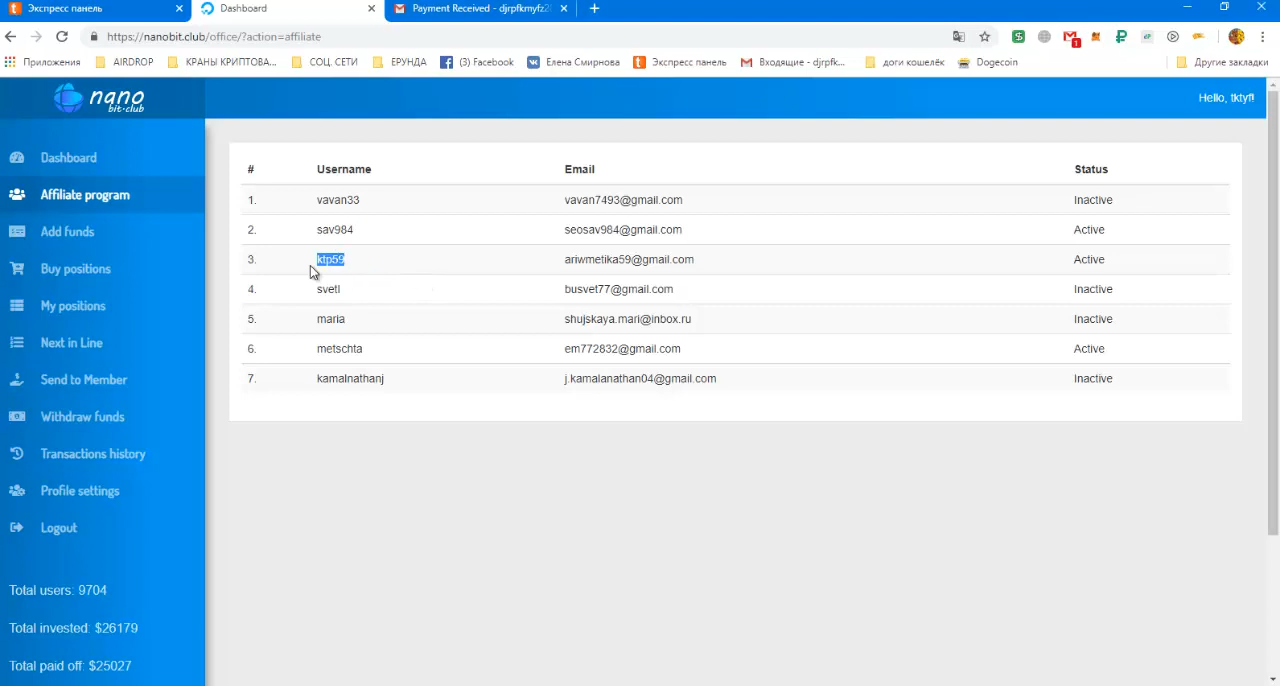 Экспресс панель
Dashboard
Payment Received - djrpfkmyfz2
https://nanobit.club/office/?action=affiliate
Приложения AIRDROP КРАНЫ КРИПТОВА... СОЦ. СЕТИ ЕРУНДА (3) Facebook Елена Смирнова Экспресс панель Входящие - djrpfk... доги кошелёк Dogecoin Другие закладки
nano
bit·club
Hello, tktyf!
Dashboard
Affiliate program
Add funds
Buy positions
My positions
Next in Line
Send to Member
Withdraw funds
Transactions history
Profile settings
Logout
Total users: 9704
Total invested: $26179
Total paid off: $25027
# Username Email Status
1. vavan33 vavan7493@gmail.com Inactive
2. sav984 seosav984@gmail.com Active
3. ktp59 ariwmetika59@gmail.com Active
4. svetl busvet77@gmail.com Inactive
5. maria shujskaya.mari@inbox.ru Inactive
6. metschta em772832@gmail.com Active
7. kamalnathanj j.kamalanathan04@gmail.com Inactive